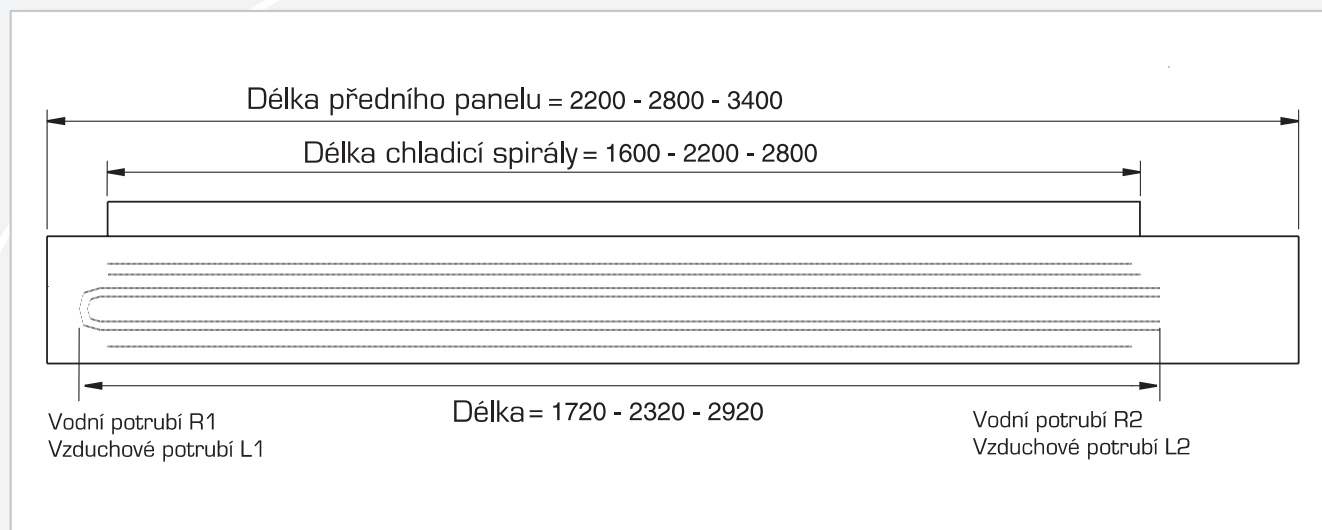 Délka předního panelu = 2200 - 2800 - 3400
Délka chladicí spirály = 1600 - 2200 - 2800
Délka = 1720 - 2320 - 2920
Vodní potrubí R1
Vzduchové potrubí L1
Vodní potrubí R2
Vzduchové potrubí L2